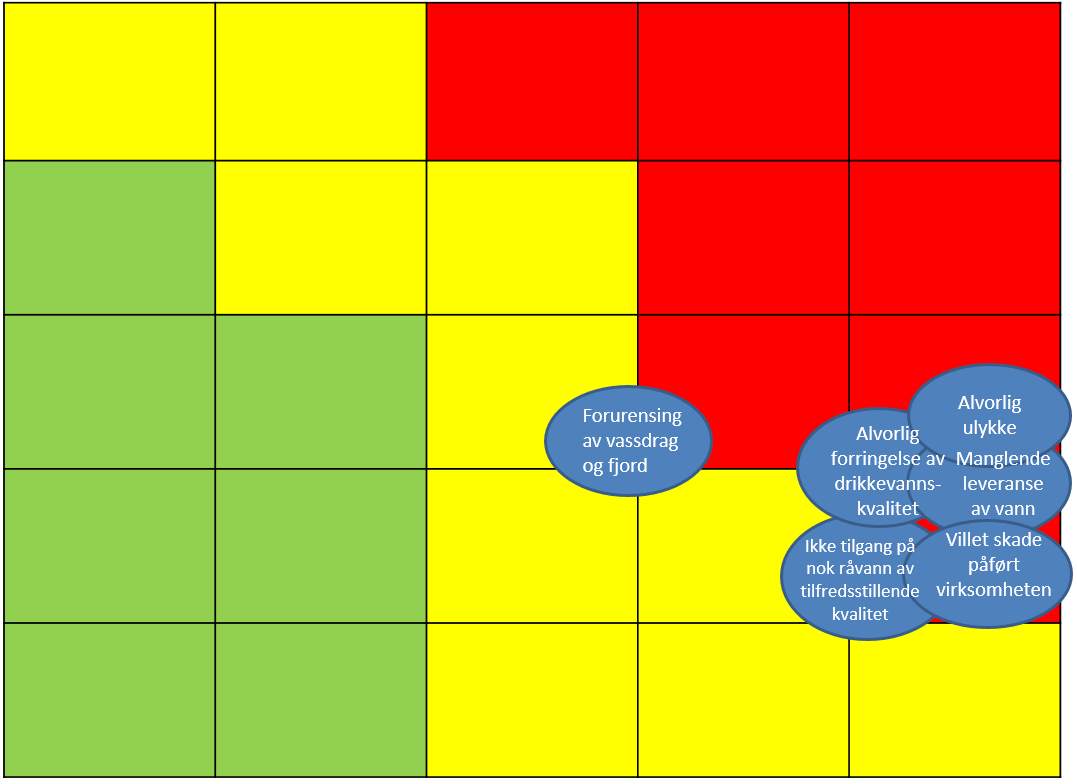 Forurensing
av vassdrag
og fjord
Alvorlig
forringelse av
drikkevanns-
kvalitet
Alvorlig
ulykke
Manglende
leveranse
av vann
Ikke tilgang på
nok råvann av
tilfredsstillende
kvalitet
Villet skade
påført
virksomheten